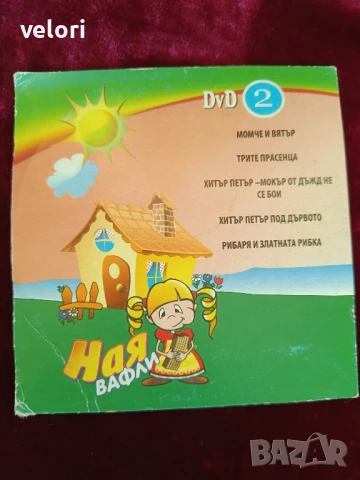 velori
DVD 2
МОМЧЕ И ВЯТЪР
ТРИТЕ ПРАСЕНЦА
ХИТЪР ПЕТЪР –МОКЪР ОТ ДЪЖД НЕ
СЕ БОИ
ХИТЪР ПЕТЪР ПОД ДЪРВОТО
РИБАРЯ И ЗЛАТНАТА РИБКА
Ная
ВАФЛИ
BAZAR